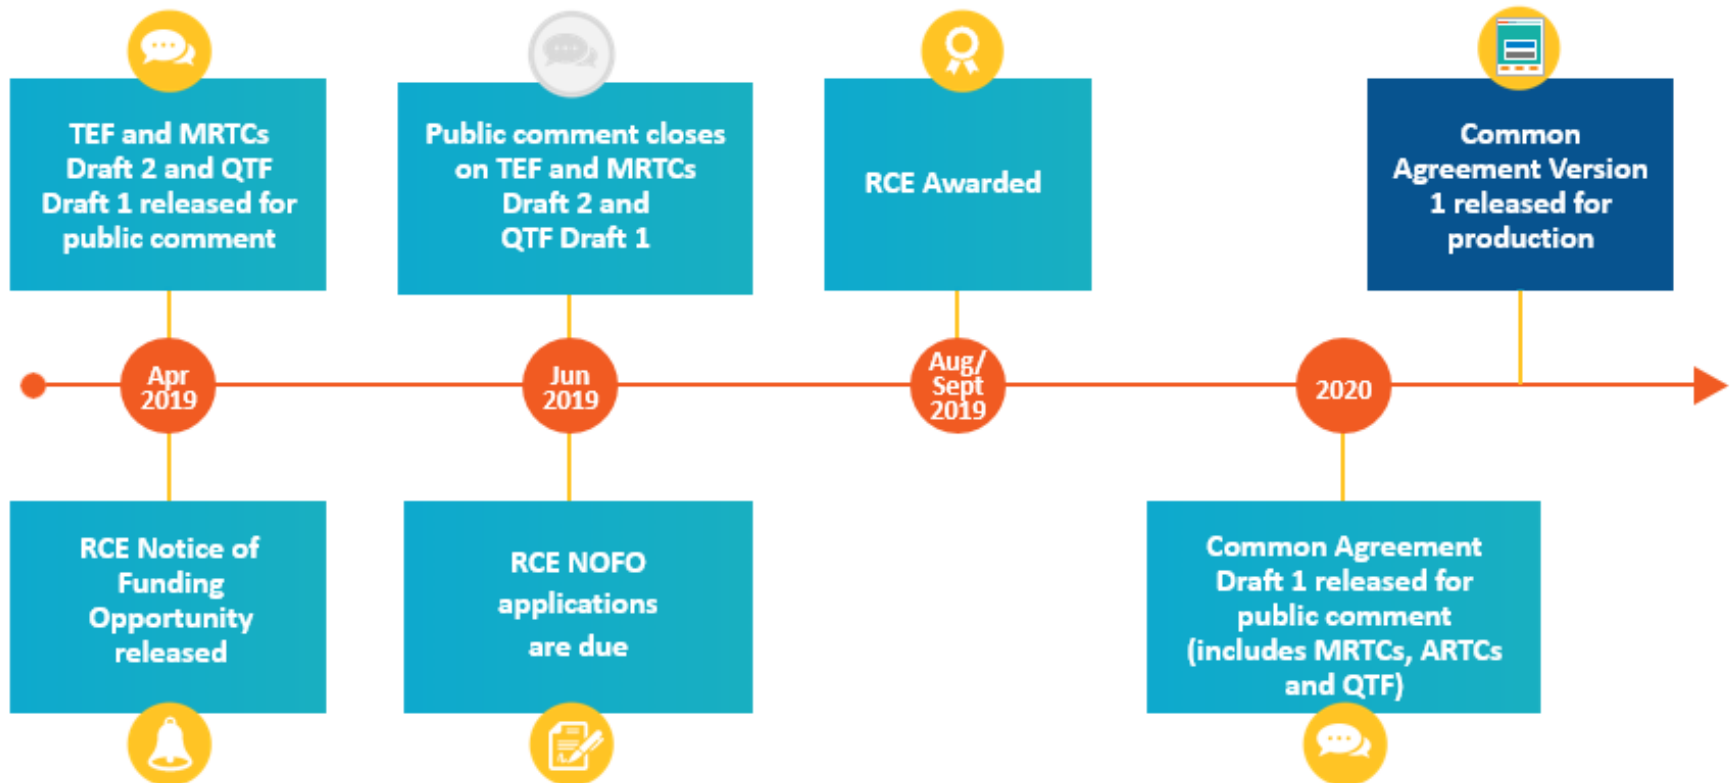 TEF and MRTCs
Draft 2 and QTF
Draft 1 released for
public comment
Public comment closes
on TEF and MRTCs
Draft 2 and
QTF Draft 1
RCE Awarded
Common
Agreement Version
1 released for
production
Apr
2019
Jun
2019
Aug/
Sept
2019
2020
RCE Notice of
Funding
Opportunity
released
RCE NOFO
applications
are due
Common Agreement
Draft 1 released for
public comment
(includes MRTCs, ARTCs
and QTF)